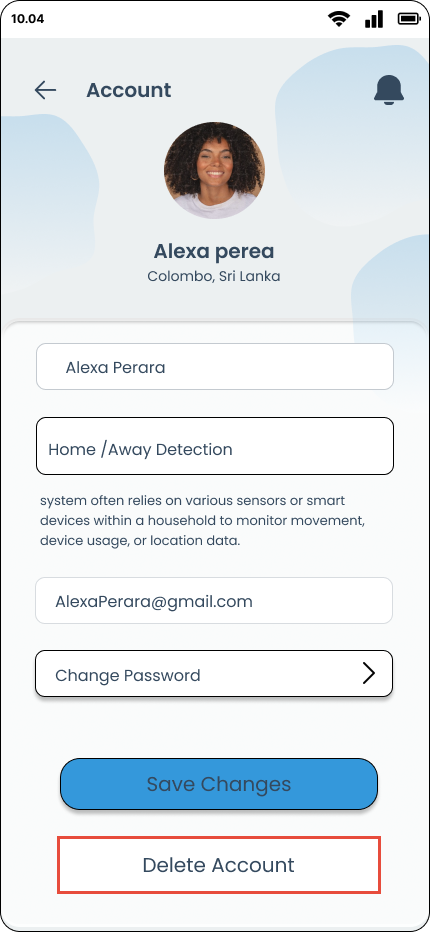 10.04
Account
Alexa perea
Colombo, Sri Lanka
Alexa Perara
Home /Away Detection
system often relies on various sensors or smart
devices within a household to monitor movement,
device usage, or location data.
AlexaPerara@gmail.com
Change Password
Save Changes
Delete Account